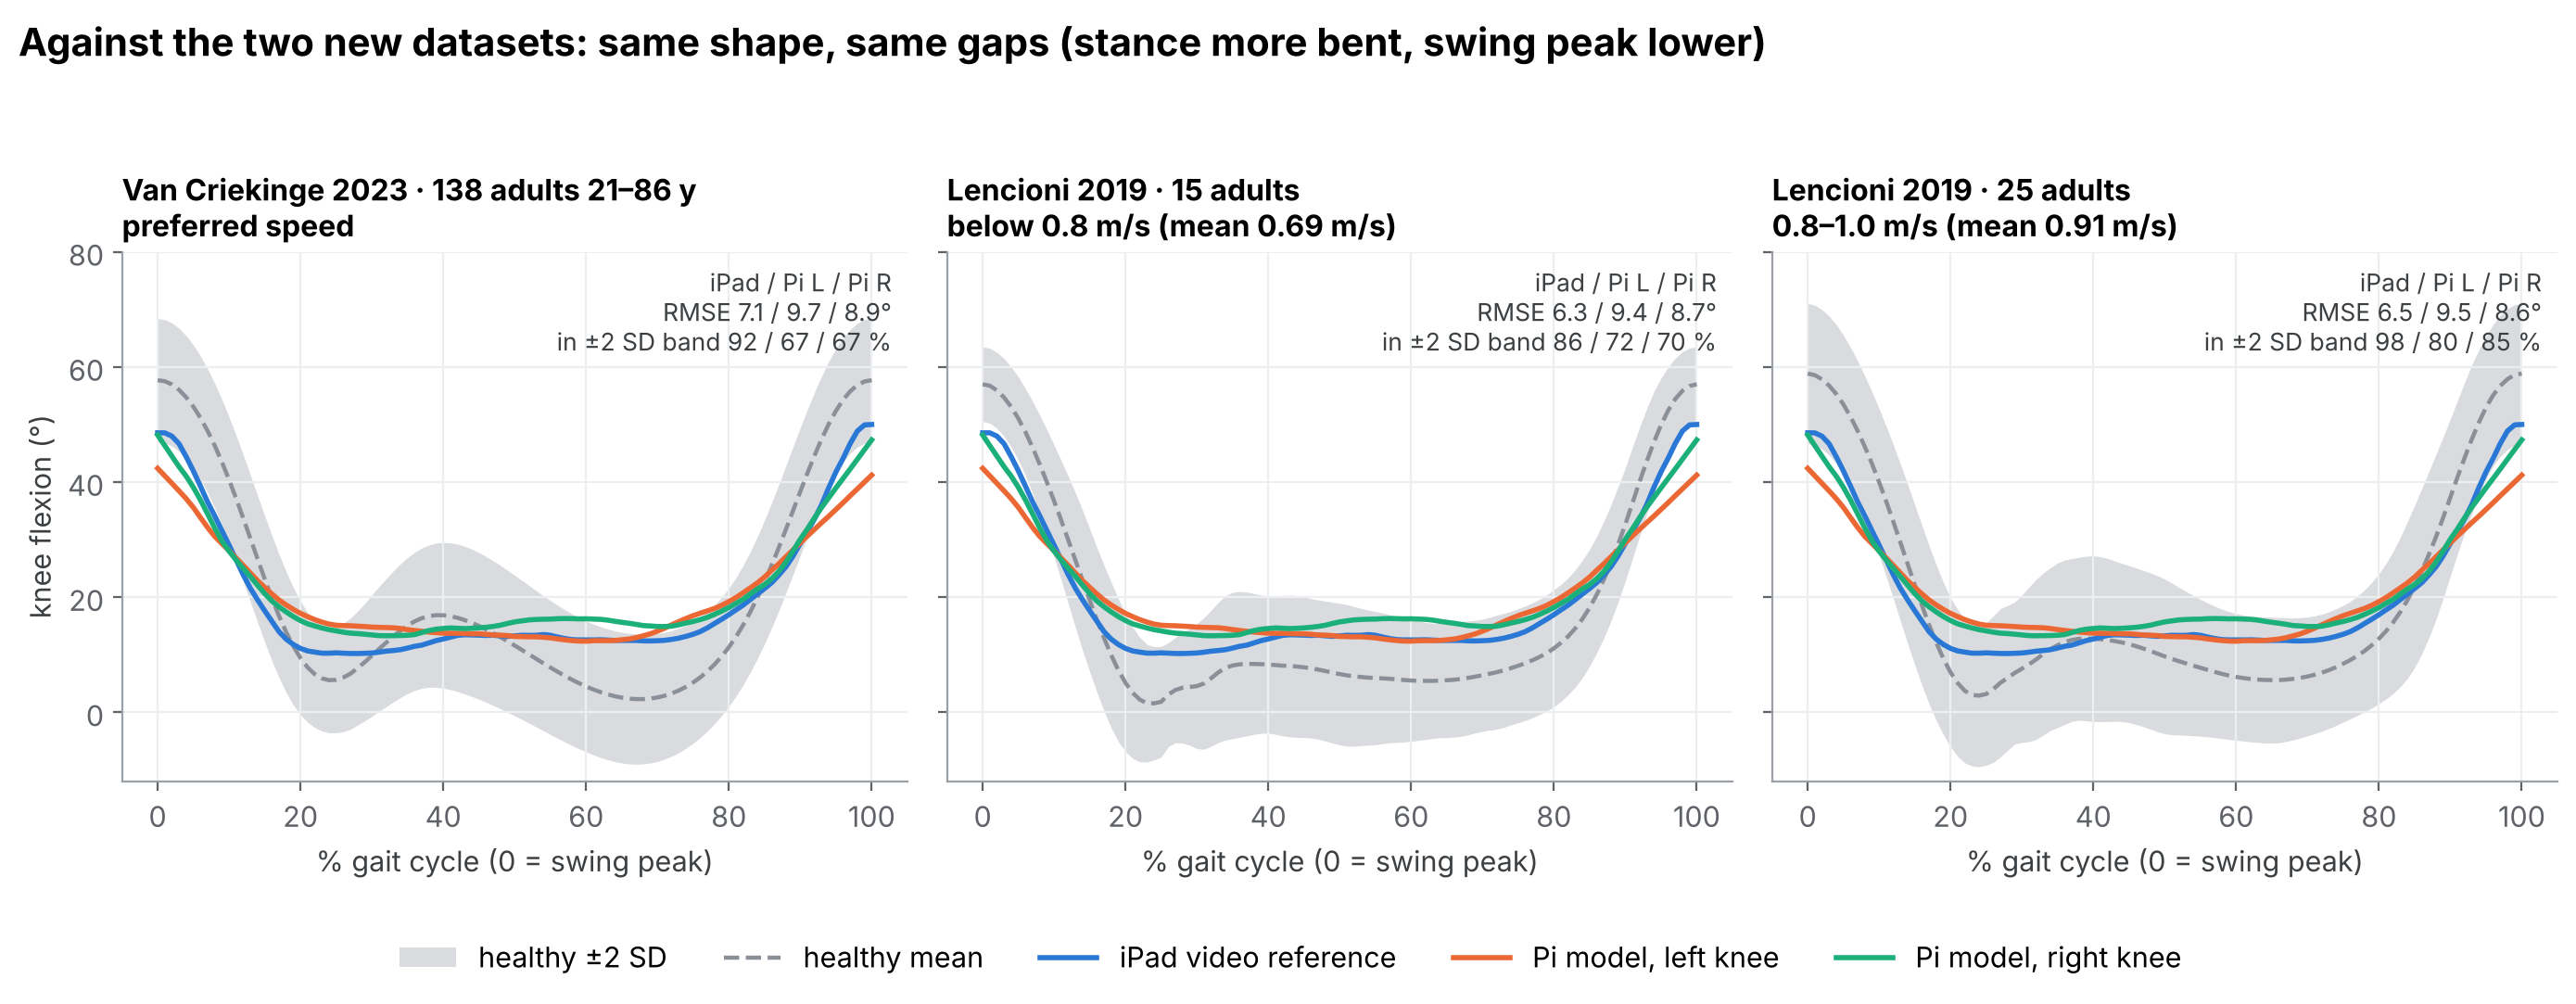 Against the two new datasets: same shape, same gaps (stance more bent, swing peak lower)
Van Criekinge 2023 · 138 adults 21–86 y
preferred speed
iPad / Pi L / Pi R
RMSE 7.1 / 9.7 / 8.9°
in ±2 SD band 92 / 67 / 67 %
knee flexion (°)
80
60
40
20
0
0 20 40 60 80 100
% gait cycle (0 = swing peak)
Lencioni 2019 · 15 adults
below 0.8 m/s (mean 0.69 m/s)
iPad / Pi L / Pi R
RMSE 6.3 / 9.4 / 8.7°
in ±2 SD band 86 / 72 / 70 %
0 20 40 60 80 100
% gait cycle (0 = swing peak)
Lencioni 2019 · 25 adults
0.8–1.0 m/s (mean 0.91 m/s)
iPad / Pi L / Pi R
RMSE 6.5 / 9.5 / 8.6°
in ±2 SD band 98 / 80 / 85 %
0 20 40 60 80 100
% gait cycle (0 = swing peak)
healthy ±2 SD healthy mean iPad video reference Pi model, left knee Pi model, right knee